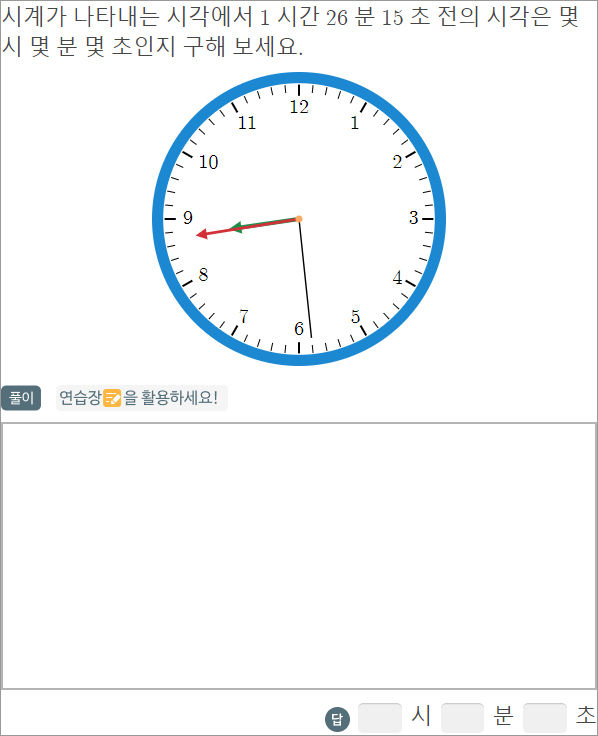 시계가 나타내는 시각에서 1 시간 26 분 15 초 전의 시각은 몇
시 몇 분 몇 초인지 구해 보세요.
12
11 1
10 2
9 3
8 4
7 5
6
풀이 연습장 을 활용하세요!
답 시 분 초